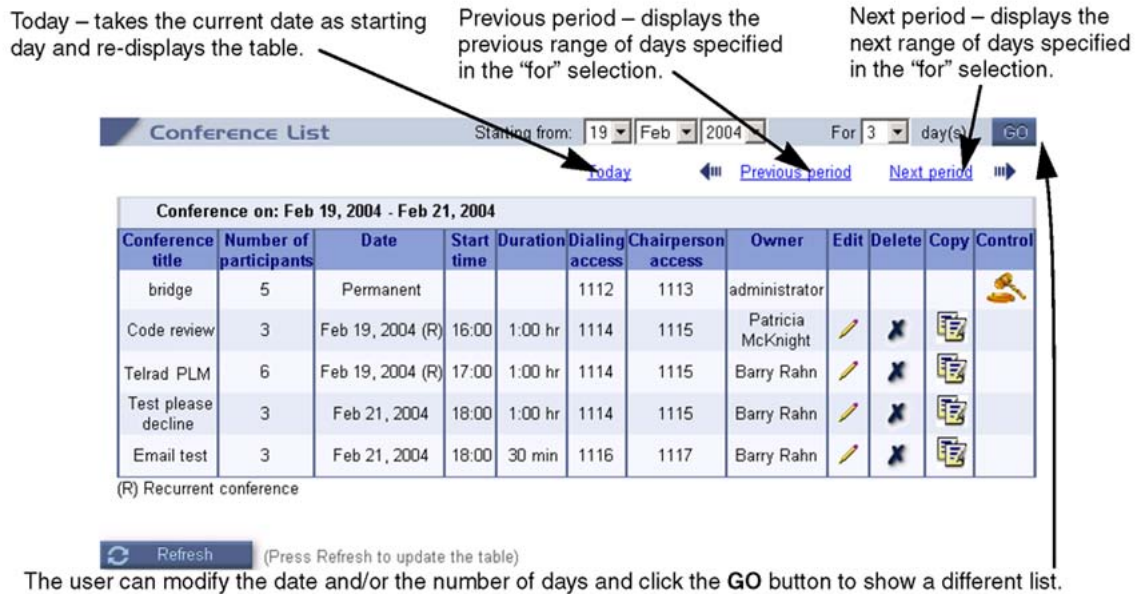 Today – takes the current date as starting
day and re-displays the table.
Previous period – displays the
previous range of days specified
in the “for” selection.
Next period – displays the
next range of days specified
in the “for” selection.
Conference List Starting from: 19 Feb 2004 For 3 day(s) GO
Today Previous period Next period
Conference on: Feb 19, 2004 - Feb 21, 2004
Conference title Number of participants Date Start time Duration Dialing access Chairperson access Owner Edit Delete Copy Control
bridge 5 Permanent 1112 1113 administrator
Code review 3 Feb 19, 2004 (R) 16:00 1:00 hr 1114 1115 Patricia McKnight
Telrad PLM 6 Feb 19, 2004 (R) 17:00 1:00 hr 1114 1115 Barry Rahn
Test please decline 3 Feb 21, 2004 18:00 1:00 hr 1114 1115 Barry Rahn
Email test 3 Feb 21, 2004 18:00 30 min 1116 1117 Barry Rahn
(R) Recurrent conference
Refresh (Press Refresh to update the table)
The user can modify the date and/or the number of days and click the GO button to show a different list.